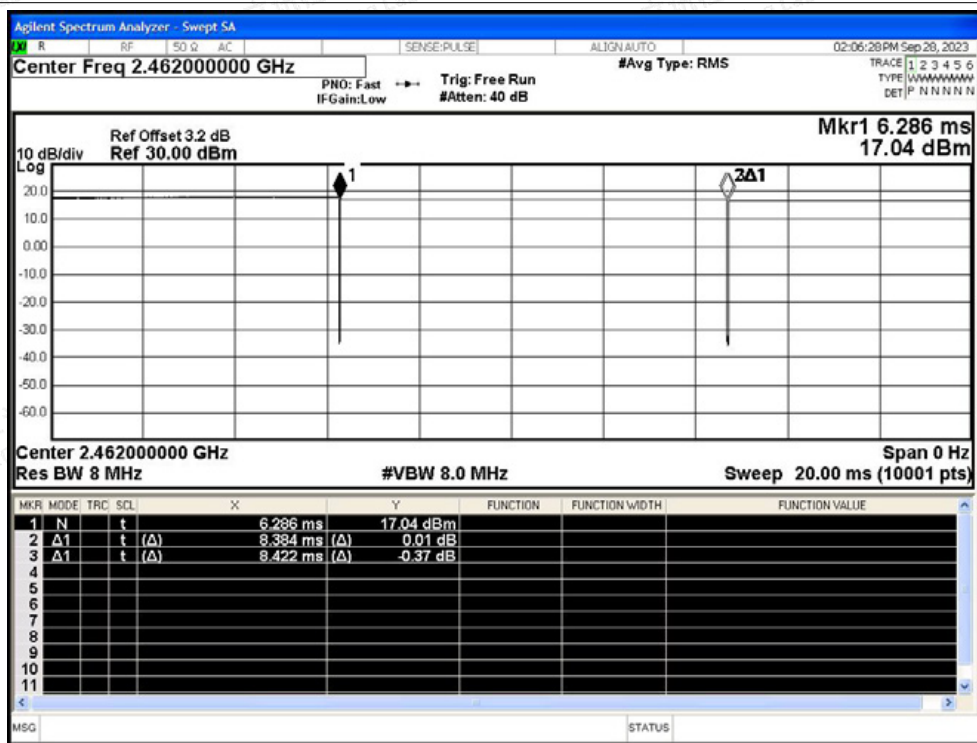 Agilent Spectrum Analyzer - Swept SA
R RF 50 Ω AC SENSE:PULSE ALIGN AUTO 02:06:28 PM Sep 28, 2023
Center Freq 2.462000000 GHz
#Avg Type: RMS
TRACE 1 2 3 4 5 6
PNO: Fast Trig: Free Run
TYPE WWWWWW
IFGain:Low #Atten: 40 dB
DET P N N N N N
Mkr1 6.286 ms
17.04 dBm
Ref Offset 3.2 dB
10 dB/div Ref 30.00 dBm
Log
1
2Δ1
20.0
10.0
0.00
-10.0
-20.0
-30.0
-40.0
-50.0
-60.0
Center 2.462000000 GHz Span 0 Hz
Res BW 8 MHz #VBW 8.0 MHz Sweep 20.00 ms (10001 pts)
MKR MODE TRC SCL X Y FUNCTION FUNCTION WIDTH FUNCTION VALUE
1 N t 6.286 ms 17.04 dBm
2 Δ1 t (Δ) 8.384 ms (Δ) 0.01 dB
3 Δ1 t (Δ) 8.422 ms (Δ) -0.37 dB
4
5
6
7
8
9
10
11
MSG STATUS